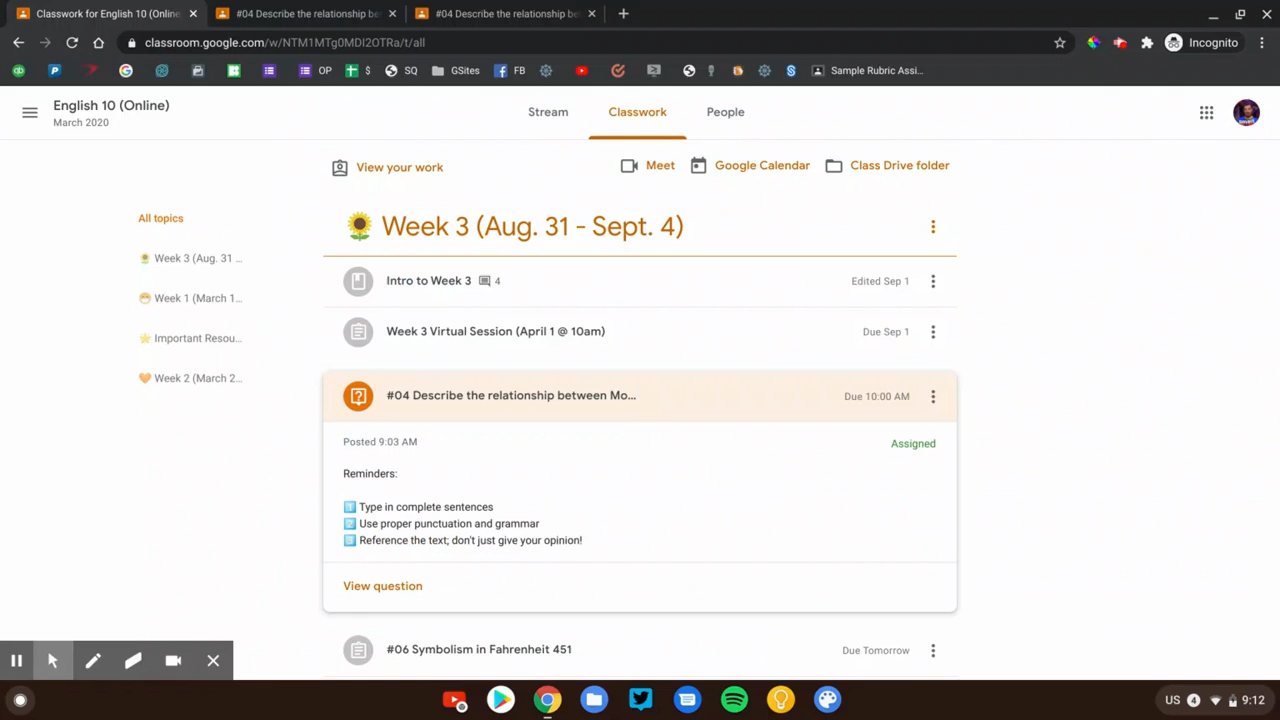 Classwork for English 10 (Online
#04 Describe the relationship be
#04 Describe the relationship be
classroom.google.com/w/NTM1MTg0MDI2OTRa/t/all
Incognito
OP
$
SQ
GSites
FB
Sample Rubric Assi...
English 10 (Online)
March 2020
Stream
Classwork
People
View your work
Meet
Google Calendar
Class Drive folder
All topics
🌻 Week 3 (Aug. 31 ...
😷 Week 1 (March 1...
⭐ Important Resou...
🧡 Week 2 (March 2...
🌻 Week 3 (Aug. 31 - Sept. 4)
Intro to Week 3 4 Edited Sep 1
Week 3 Virtual Session (April 1 @ 10am) Due Sep 1
#04 Describe the relationship between Mo... Due 10:00 AM
Posted 9:03 AM Assigned
Reminders:
1️⃣ Type in complete sentences
2️⃣ Use proper punctuation and grammar
3️⃣ Reference the text; don't just give your opinion!
View question
#06 Symbolism in Fahrenheit 451 Due Tomorrow
US 4 9:12